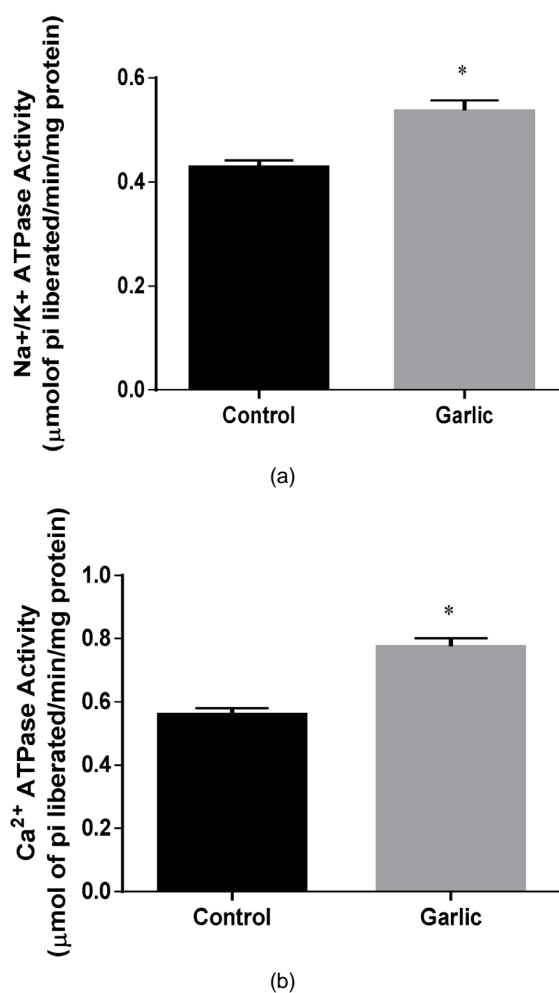 Na+/K+ ATPase Activity
(μmolof pi liberated/min/mg protein)
0.6
0.4
0.2
0.0
*
Control
Garlic
(a)
Ca²⁺ ATPase Activity
(μmol of pi liberated/min/mg protein)
1.0
0.8
0.6
0.4
0.2
0.0
*
Control
Garlic
(b)